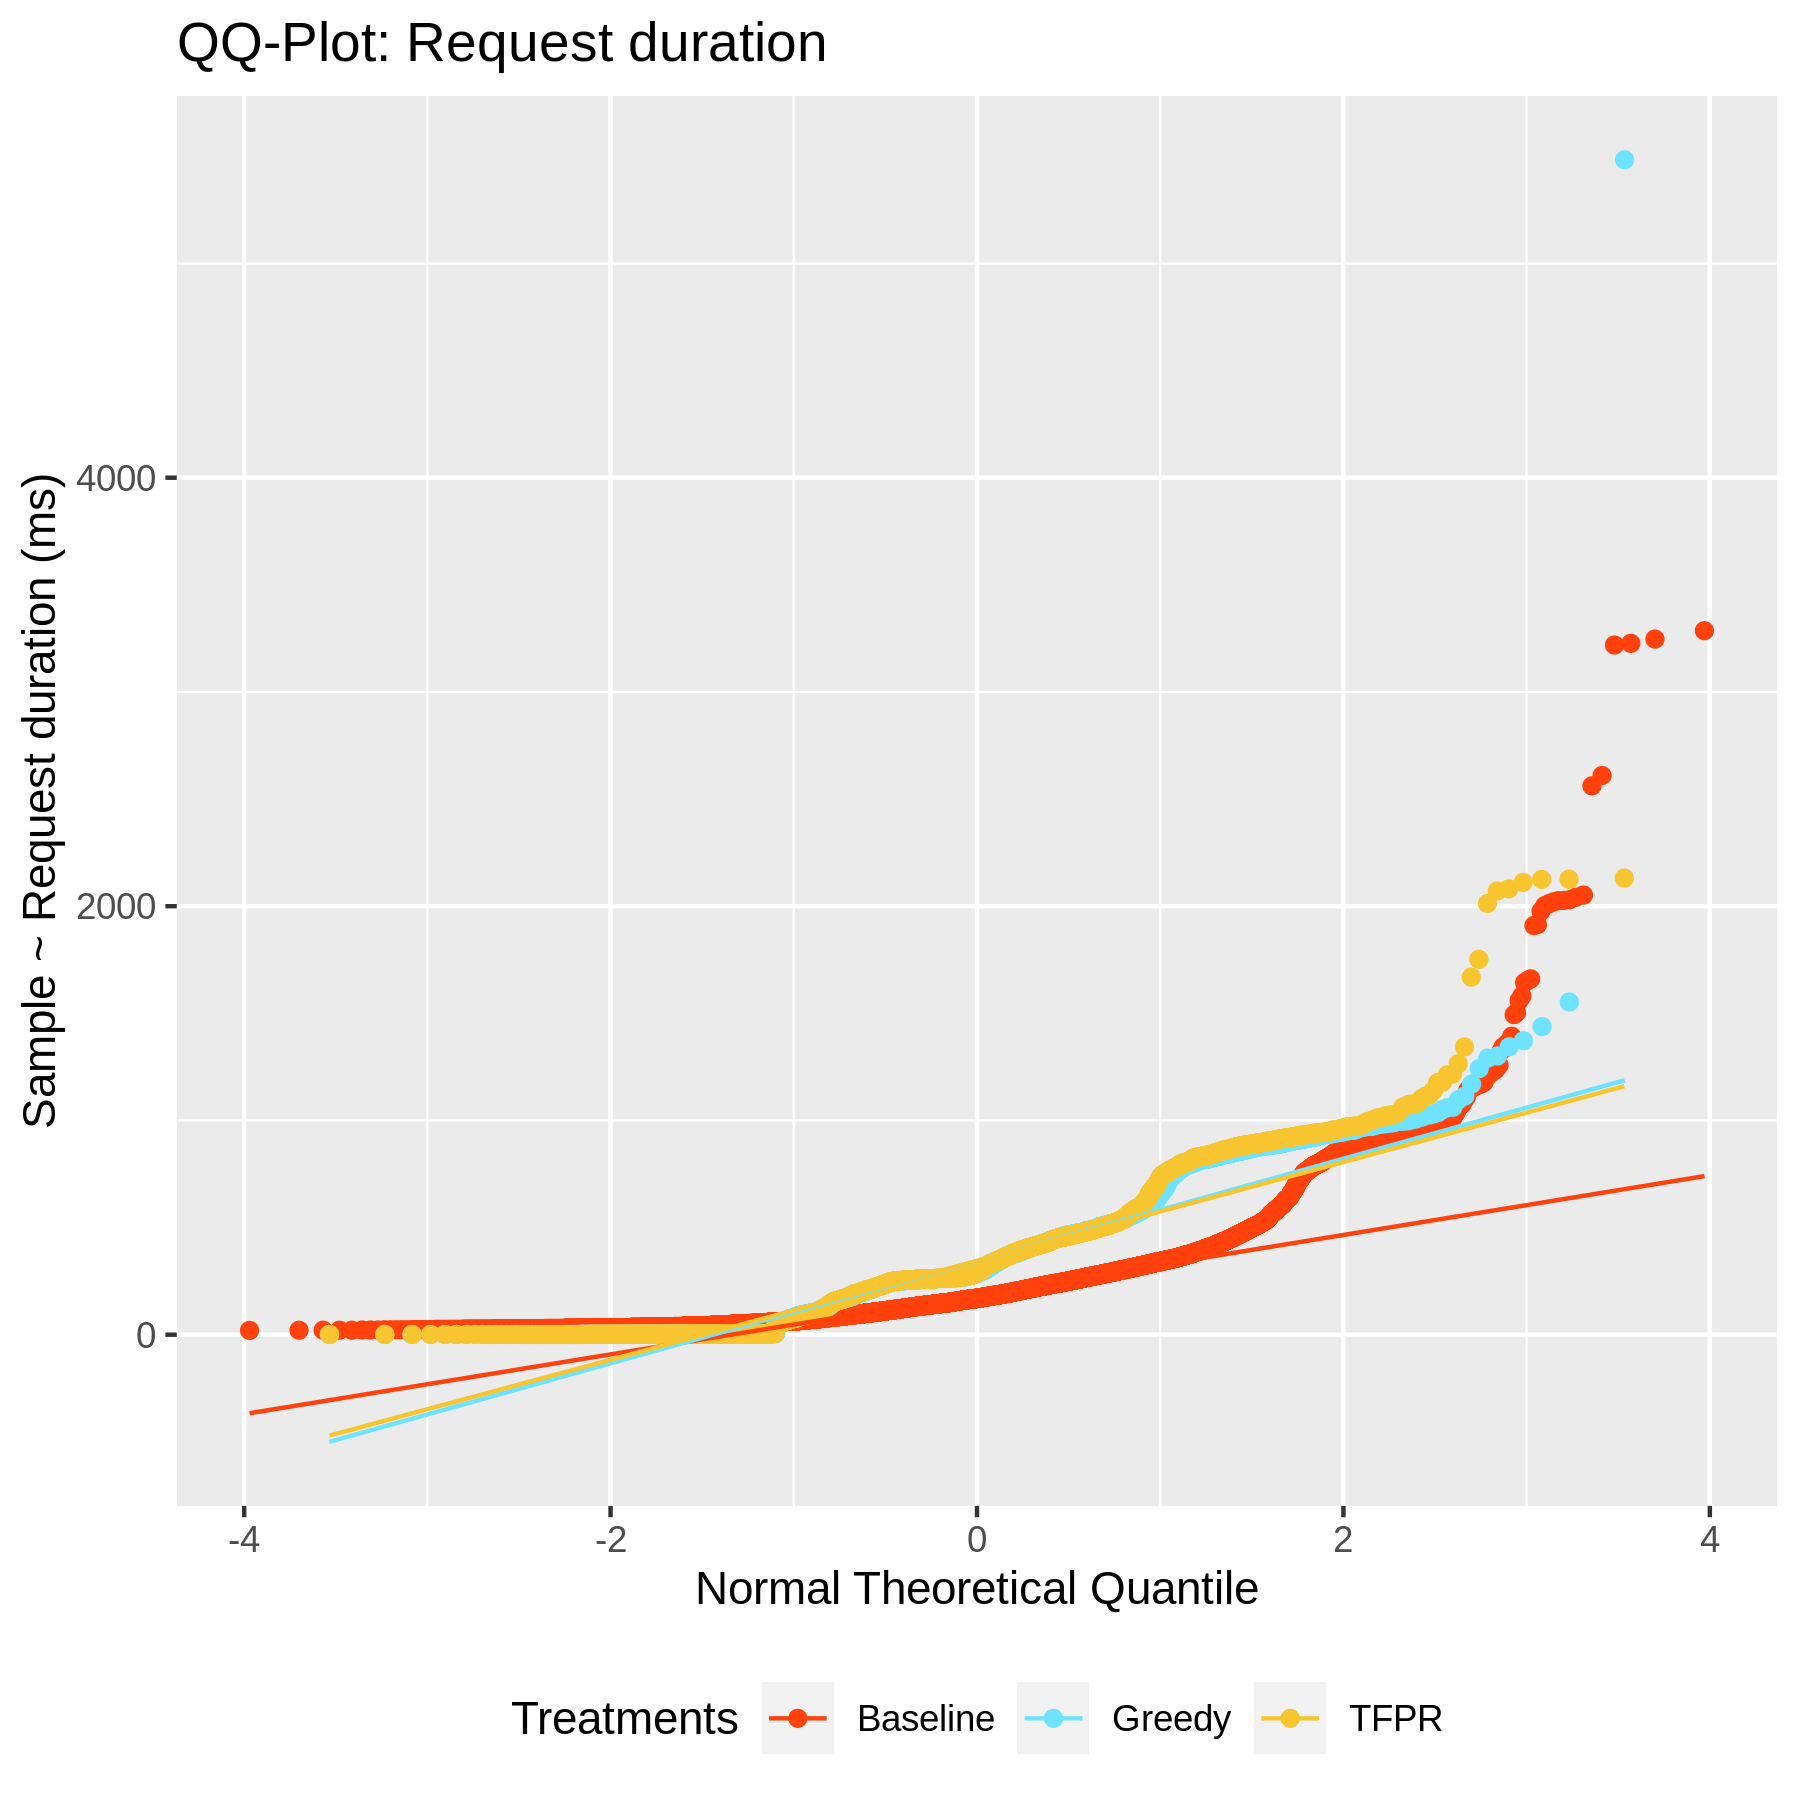 QQ-Plot: Request duration
Sample ~ Request duration (ms)
4000
2000
0
-4
-2
0
2
4
Normal Theoretical Quantile
Treatments
Baseline
Greedy
TFPR